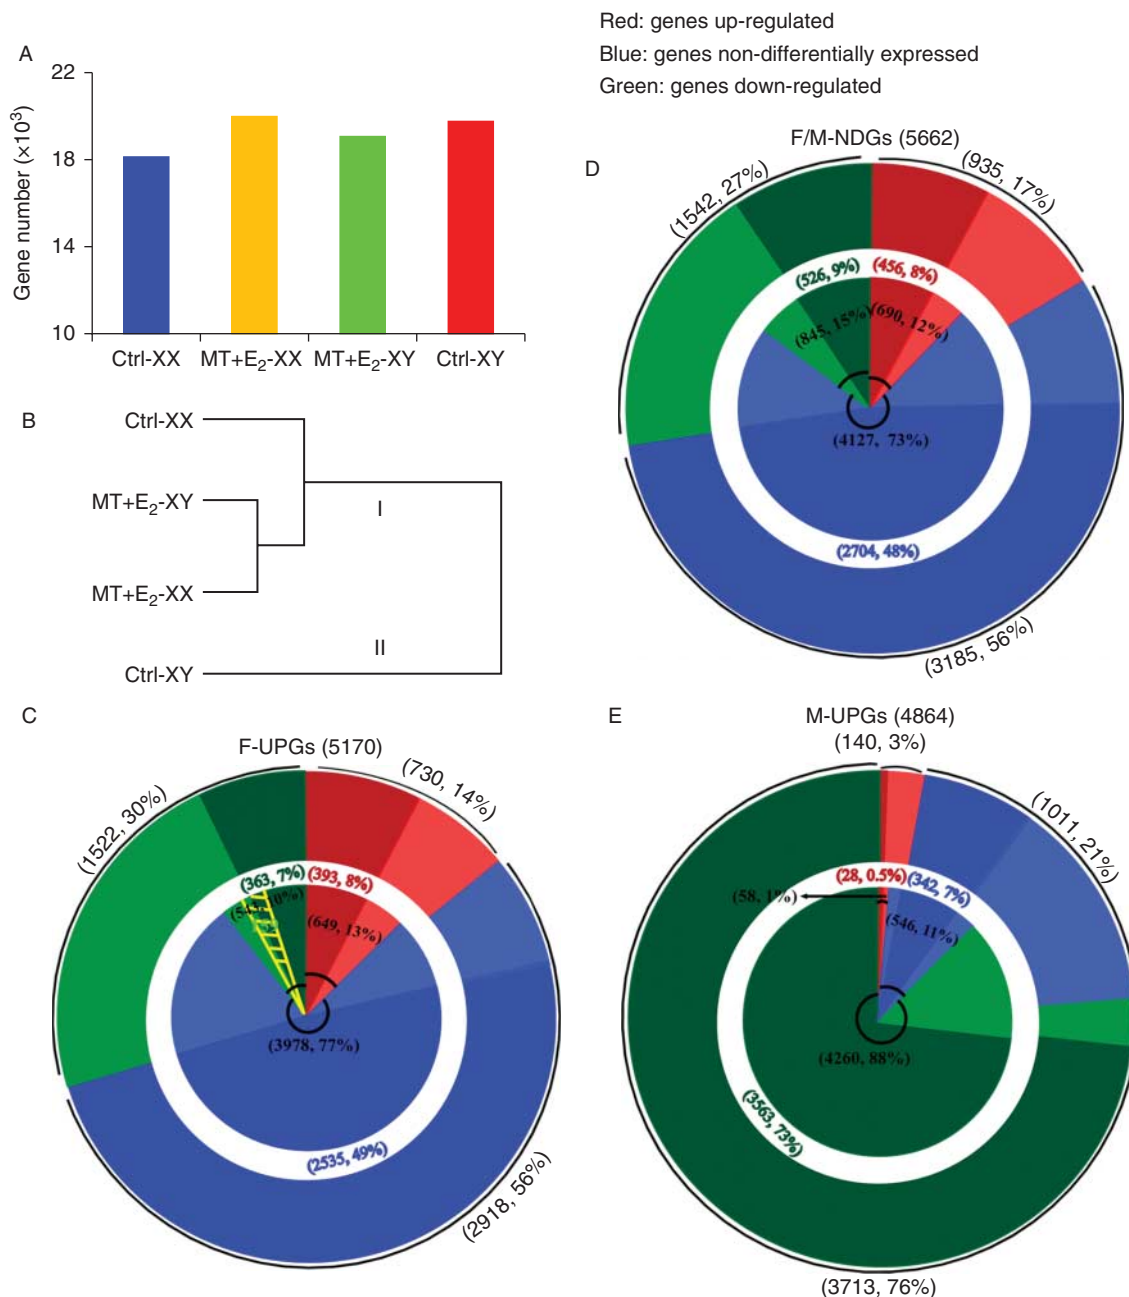 Red: genes up-regulated
Blue: genes non-differentially expressed
Green: genes down-regulated
A
Gene number (×10³)
22
18
14
10
Ctrl-XX
MT+E₂-XX
MT+E₂-XY
Ctrl-XY
B
Ctrl-XX
MT+E₂-XY
MT+E₂-XX
Ctrl-XY
I
II
C
F-UPGs (5170)
(1522, 30%)
(730, 14%)
(363, 7%)
(393, 8%)
(649, 13%)
(3978, 77%)
(2535, 49%)
(2918, 56%)
D
F/M-NDGs (5662)
(1542, 27%)
(935, 17%)
(526, 9%)
(456, 8%)
(845, 15%)
(690, 12%)
(4127, 73%)
(2704, 48%)
(3185, 56%)
E
M-UPGs (4864)
(140, 3%)
(1011, 21%)
(28, 0.5%)
(342, 7%)
(58, 1%)
(546, 11%)
(4260, 88%)
(3563, 73%)
(3713, 76%)